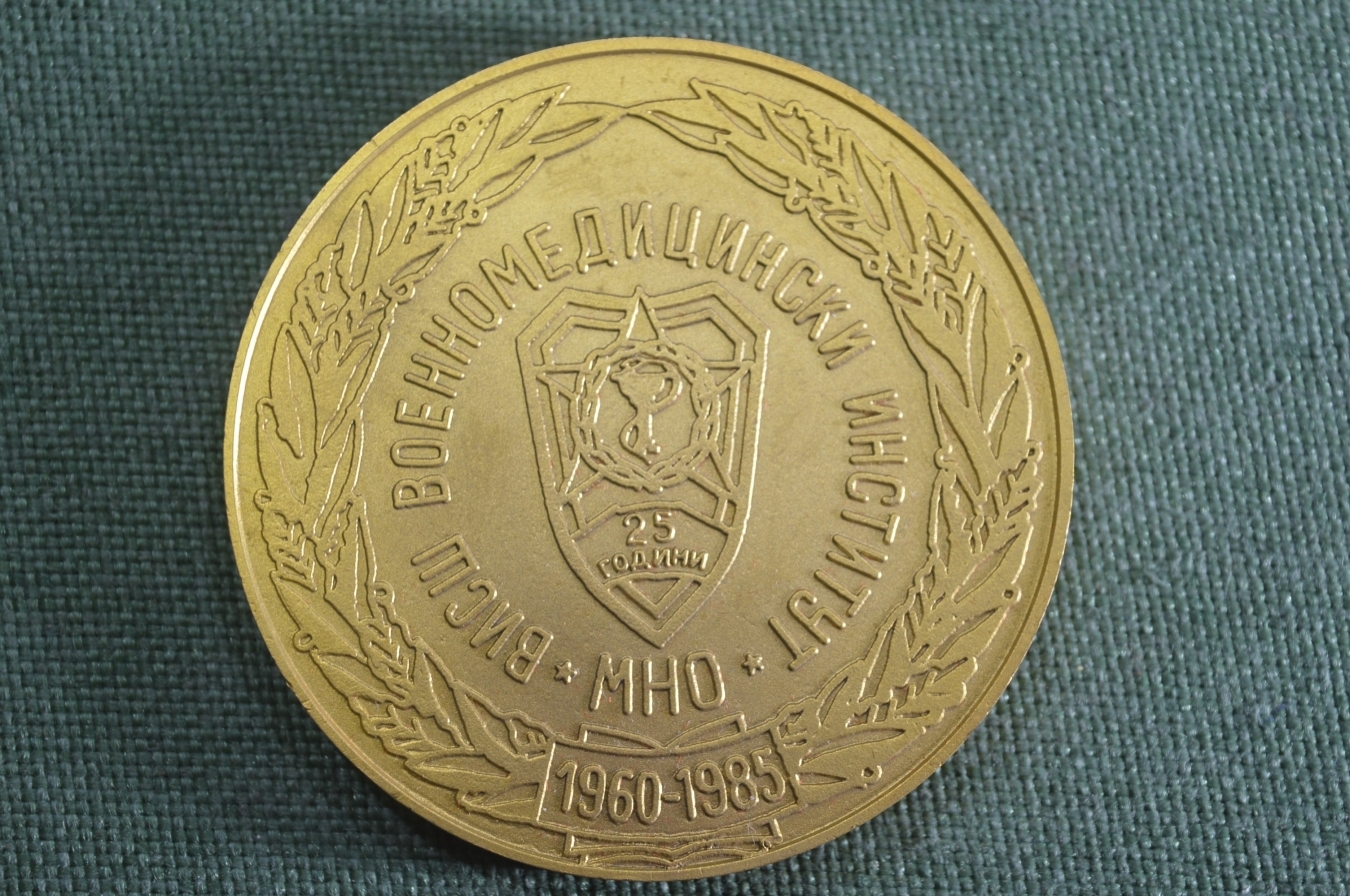 ВИСШ ВОЕННОМЕДИЦИНСКИ ИНСТИТУТ
25
ГОДИНИ
* МНО *
1960-1985